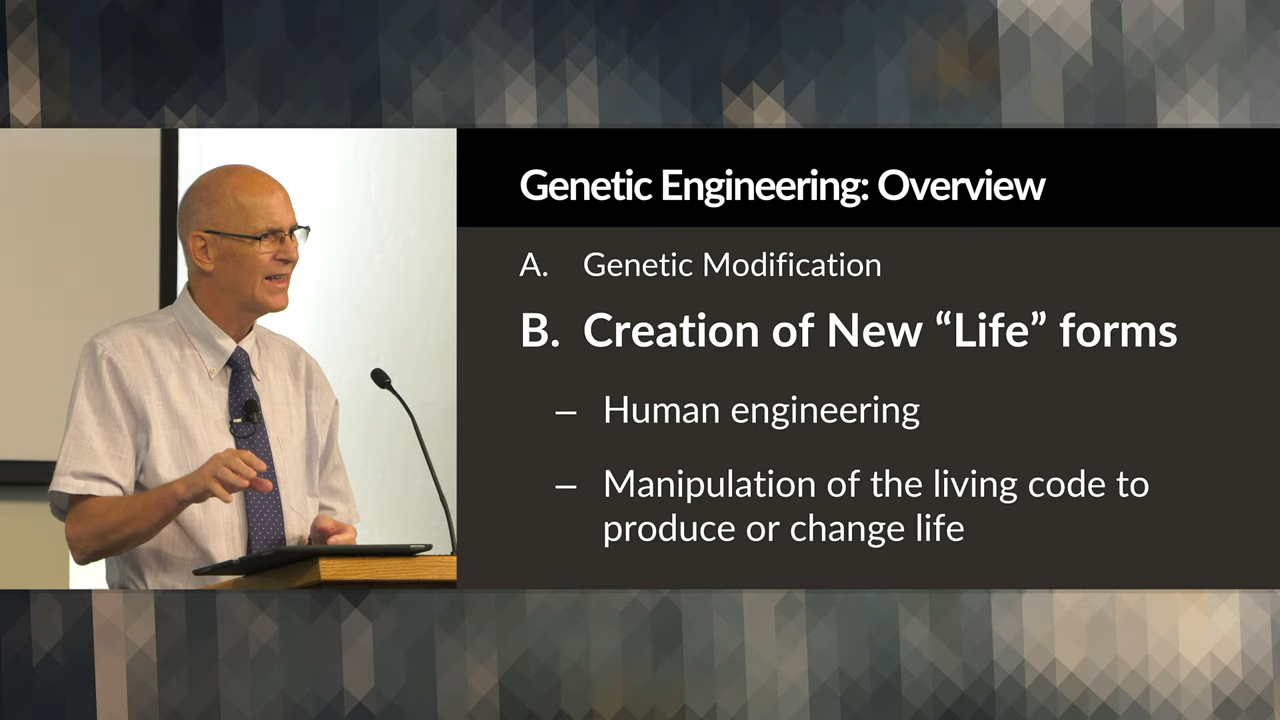 Genetic Engineering: Overview
A. Genetic Modification
B. Creation of New “Life” forms
– Human engineering
– Manipulation of the living code to
produce or change life